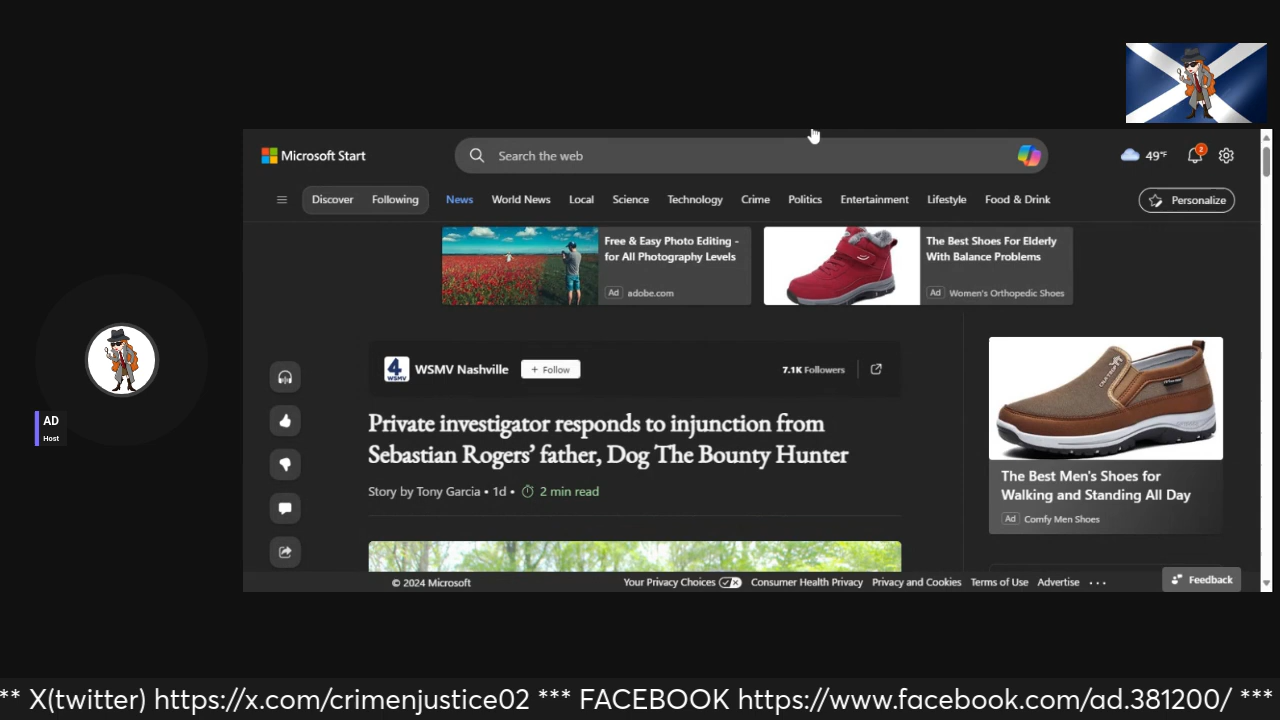 Microsoft Start
Search the web
49°F
2
Discover
Following
News
World News
Local
Science
Technology
Crime
Politics
Entertainment
Lifestyle
Food & Drink
Personalize
Free & Easy Photo Editing -
for All Photography Levels
Ad adobe.com
The Best Shoes For Elderly
With Balance Problems
Ad Women's Orthopedic Shoes
4
WSMV
WSMV Nashville
+ Follow
7.1K Followers
Private investigator responds to injunction from
Sebastian Rogers' father, Dog The Bounty Hunter
Story by Tony Garcia • 1d • 2 min read
The Best Men's Shoes for
Walking and Standing All Day
Ad Comfy Men Shoes
AD
Host
© 2024 Microsoft
Your Privacy Choices
Consumer Health Privacy
Privacy and Cookies
Terms of Use
Advertise
Feedback
** X(twitter) https://x.com/crimenjustice02 *** FACEBOOK https://www.facebook.com/ad.381200/ ***